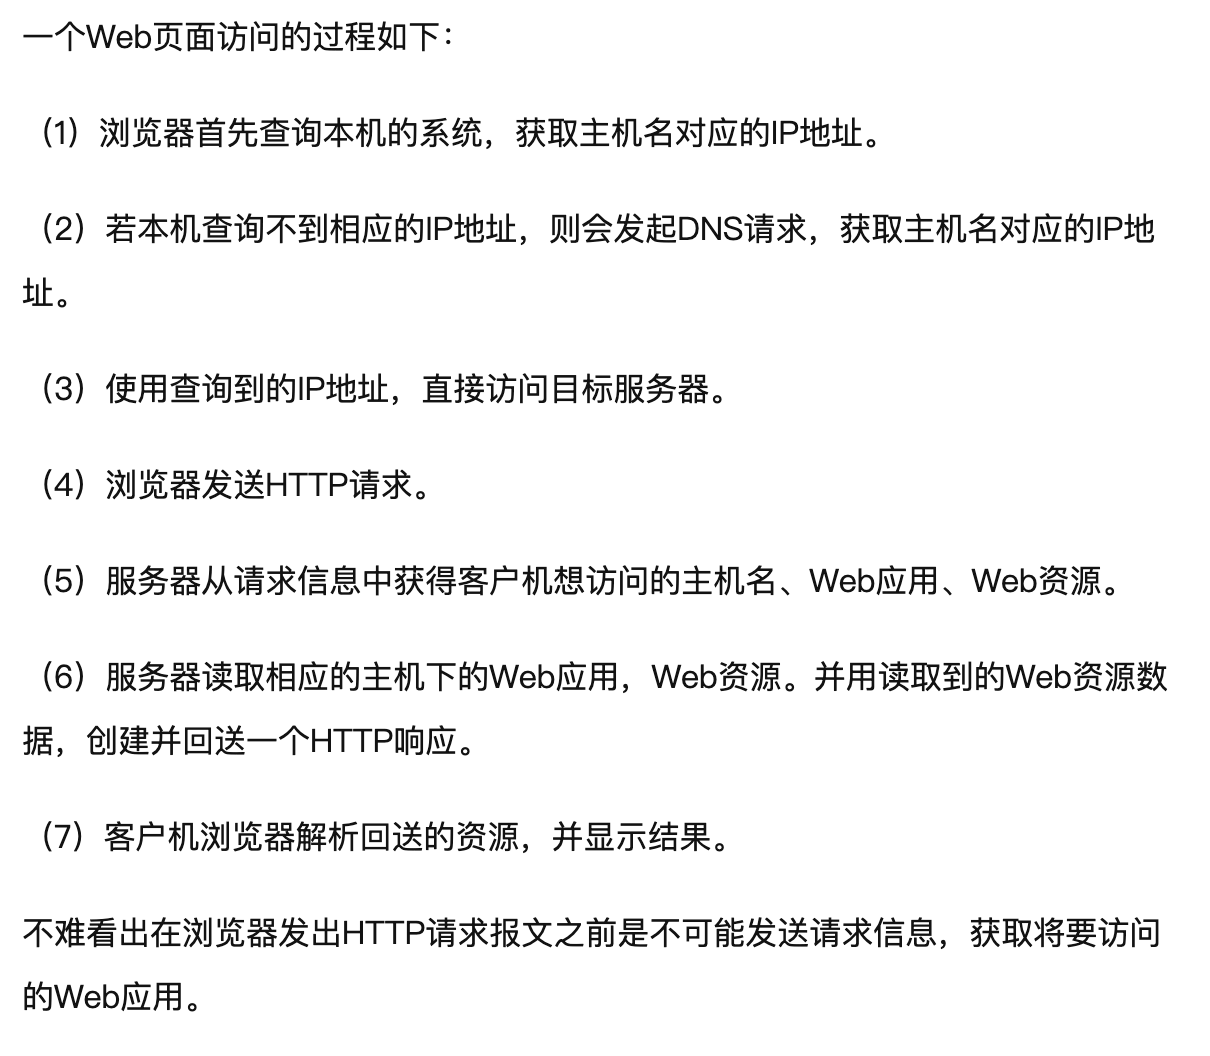 一个Web页面访问的过程如下：
（1）浏览器首先查询本机的系统，获取主机名对应的IP地址。
（2）若本机查询不到相应的IP地址，则会发起DNS请求，获取主机名对应的IP地
址。
（3）使用查询到的IP地址，直接访问目标服务器。
（4）浏览器发送HTTP请求。
（5）服务器从请求信息中获得客户机想访问的主机名、Web应用、Web资源。
（6）服务器读取相应的主机下的Web应用，Web资源。并用读取到的Web资源数
据，创建并回送一个HTTP响应。
（7）客户机浏览器解析回送的资源，并显示结果。
不难看出在浏览器发出HTTP请求报文之前是不可能发送请求信息，获取将要访问
的Web应用。